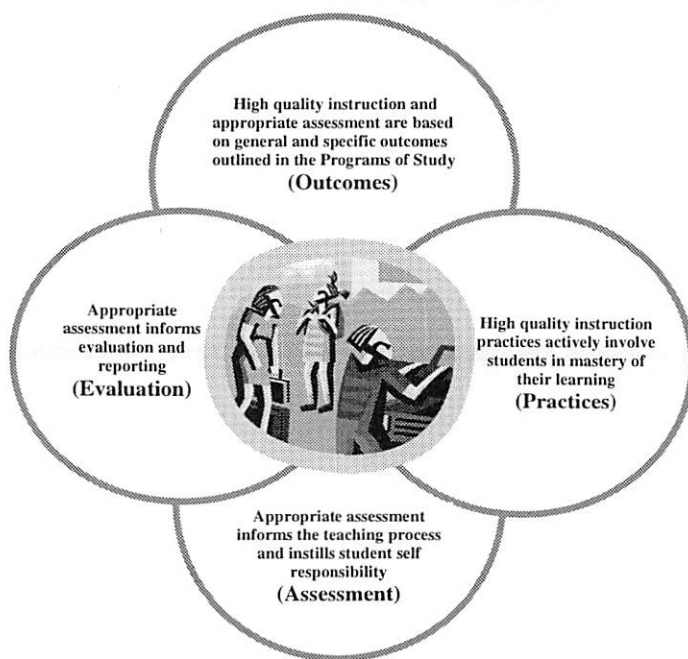 High quality instruction and
appropriate assessment are based
on general and specific outcomes
outlined in the Programs of Study
(Outcomes)
Appropriate
assessment informs
evaluation and
reporting
(Evaluation)
High quality instruction
practices actively involve
students in mastery of
their learning
(Practices)
Appropriate assessment
informs the teaching process
and instills student self
responsibility
(Assessment)